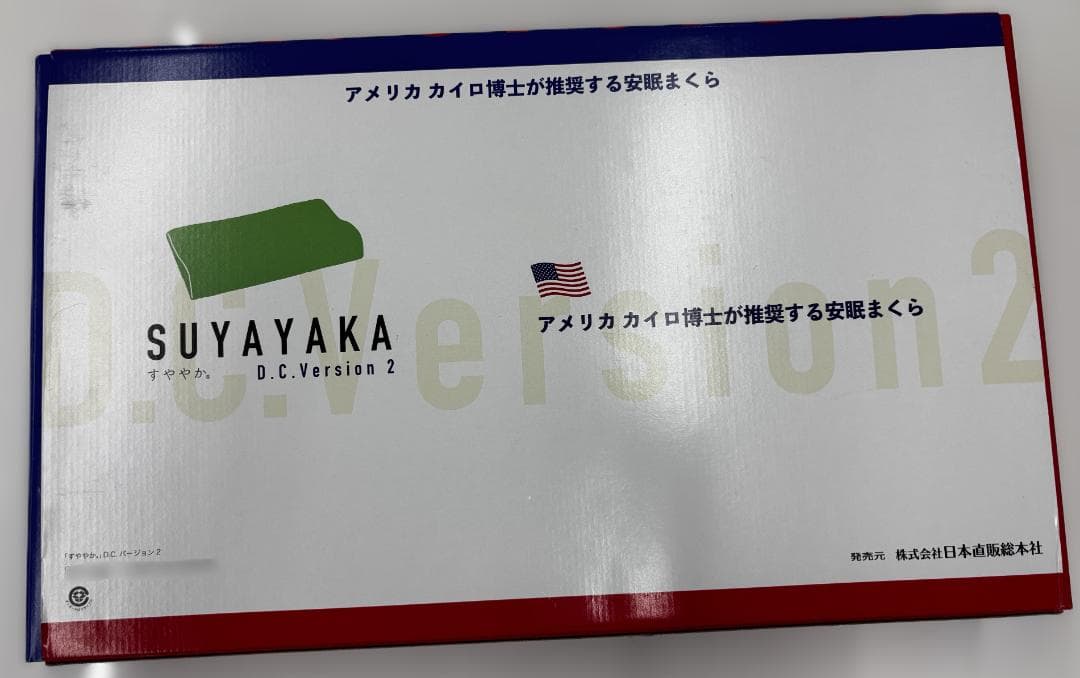 アメリカ カイロ博士が推奨する安眠まくら
D.C.Version2
SUYAYAKA
すややか。 D.C.Version 2
アメリカ カイロ博士が推奨する安眠まくら
「すややか。」D.C.バージョン2
発売元 株式会社日本直販総本社